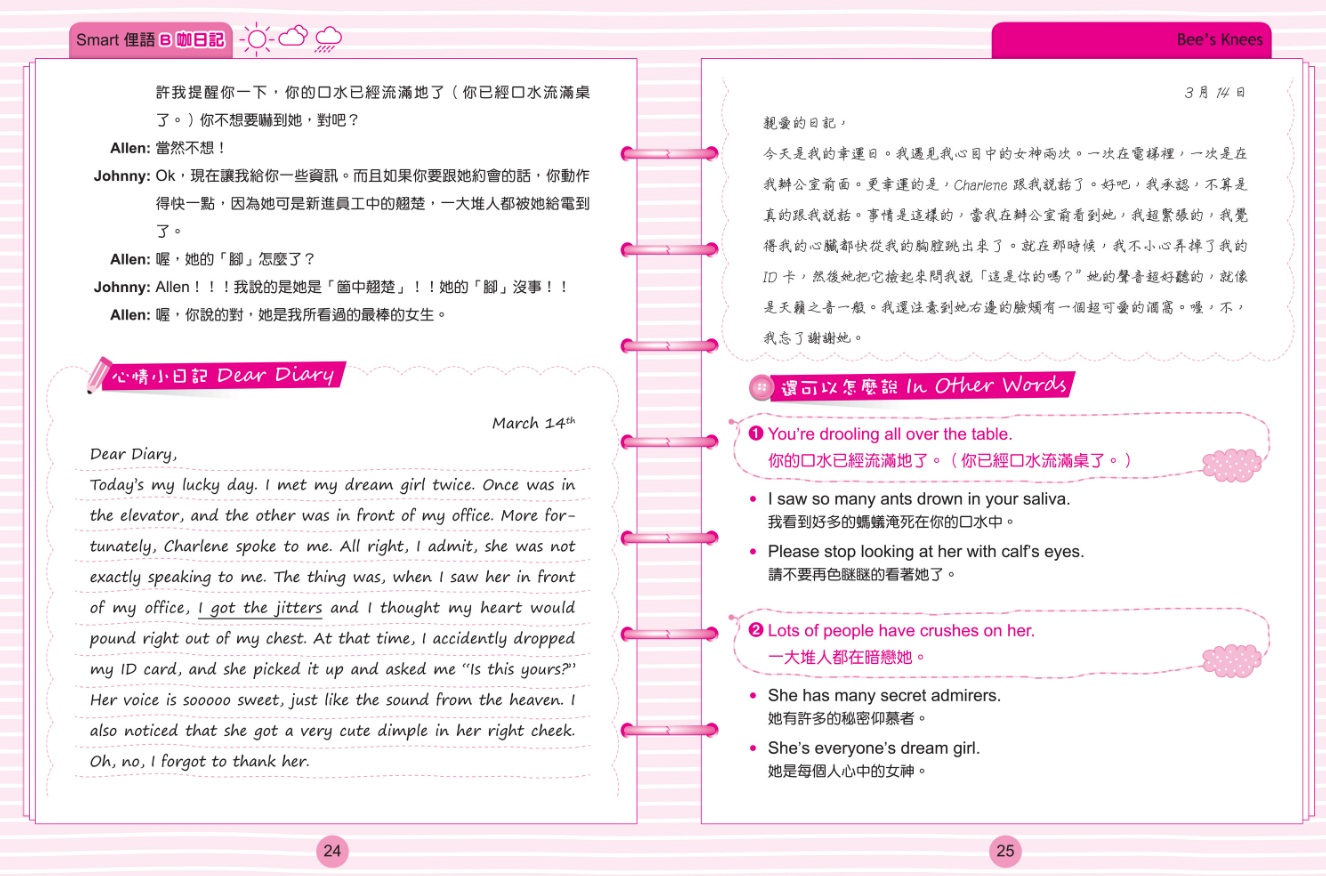 Smart 俚語 B 咖日記
許我提醒你一下，你的口水已經流滿地了（你已經口水流滿桌
了。）你不想要嚇到她，對吧？
Allen: 當然不想！
Johnny: Ok，現在讓我給你一些資訊。而且如果你要跟她約會的話，你動作
得快一點，因為她可是新進員工中的翹楚，一大堆人都被她給電到
了。
Allen: 喔，她的「腳」怎麼了？
Johnny: Allen！！！我說的是她是「箇中翹楚」！！她的「腳」沒事！！
Allen: 喔，你說的對，她是我所看過的最棒的女生。
心情小日記 Dear Diary
March 14th
Dear Diary,
Today's my lucky day. I met my dream girl twice. Once was in
the elevator, and the other was in front of my office. More for-
tunately, Charlene spoke to me. All right, I admit, she was not
exactly speaking to me. The thing was, when I saw her in front
of my office, I got the jitters and I thought my heart would
pound right out of my chest. At that time, I accidently dropped
my ID card, and she picked it up and asked me “Is this yours?”
Her voice is sooooo sweet, just like the sound from the heaven. I
also noticed that she got a very cute dimple in her right cheek.
Oh, no, I forgot to thank her.
24
Bee's Knees
3 月 14 日
親愛的日記，
今天是我的幸運日。我遇見我心目中的女神兩次。一次在電梯裡，一次是在
我辦公室前面。更幸運的是，Charlene 跟我說話了。好吧，我承認，不算是
真的跟我說話。事情是這樣的，當我在辦公室前看到她，我超緊張的，我覺
得我的心臟都快從我的胸腔跳出來了。就在那時候，我不小心弄掉了我的
ID 卡，然後她把它撿起來問我說「這是你的嗎？”她的聲音超好聽的，就像
是天籟之音一般。我還注意到她右邊的臉頰有一個超可愛的酒窩。喔，不，
我忘了謝謝她。
還可以怎麼說 In Other Words
❶ You're drooling all over the table.
你的口水已經流滿地了。（你已經口水流滿桌了。）
• I saw so many ants drown in your saliva.
我看到好多的螞蟻淹死在你的口水中。
• Please stop looking at her with calf's eyes.
請不要再色瞇瞇的看著她了。
❷ Lots of people have crushes on her.
一大堆人都在暗戀她。
• She has many secret admirers.
她有許多的秘密仰慕者。
• She's everyone's dream girl.
她是每個人心中的女神。
25